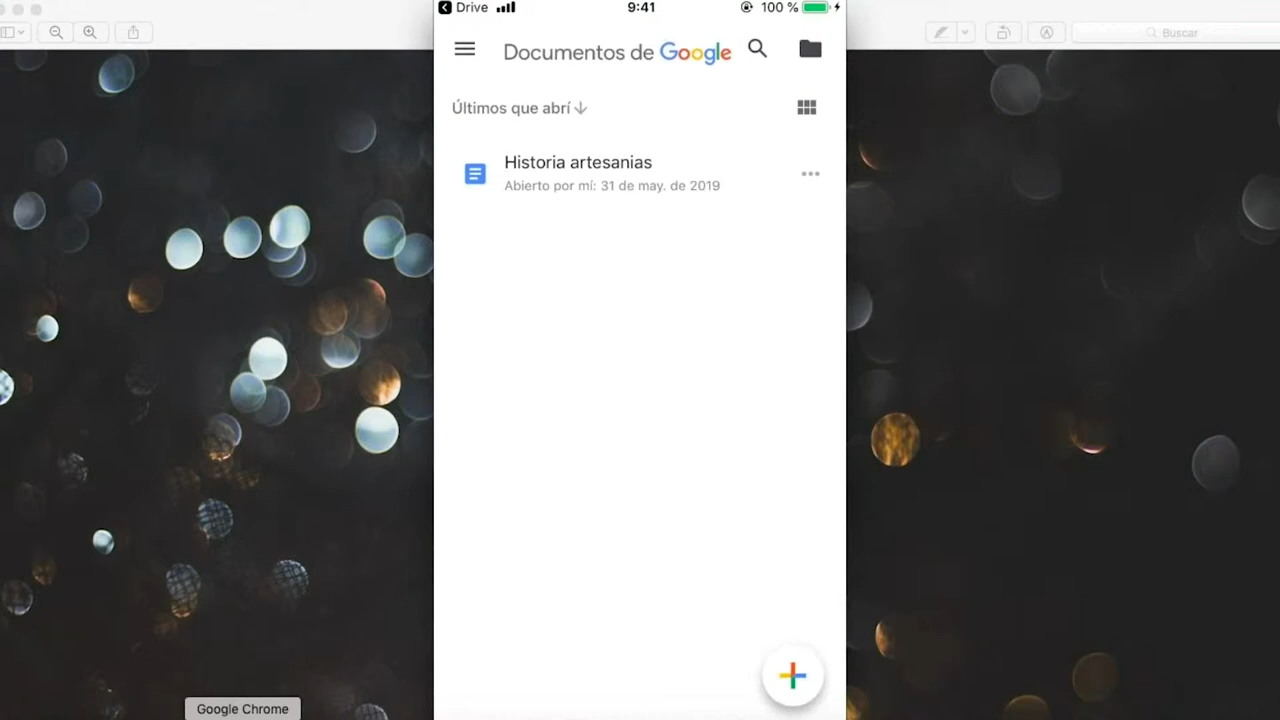 Drive
9:41
100 %
Buscar
Documentos de Google
Últimos que abrí
Historia artesanias
Abierto por mí: 31 de may. de 2019
Google Chrome